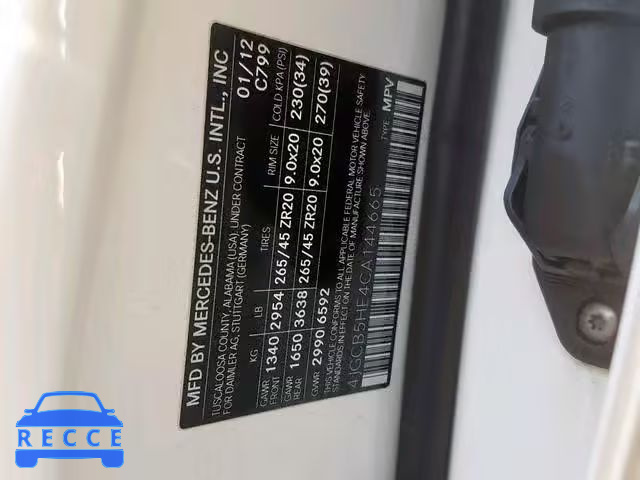 MFD BY MERCEDES-BENZ U.S. INTL., INC
TUSCALOOSA COUNTY, ALABAMA (USA), UNDER CONTRACT
FOR DAIMLER AG, STUTTGART (GERMANY)
01/12
C799
KG LB TIRES RIM SIZE COLD KPA(PSI)
GAWR FRONT 1340 2954 265/45 ZR20 9.0x20 230(34)
GAWR REAR 1650 3638 265/45 ZR20 9.0x20 270(39)
GVWR 2990 6592
THIS VEHICLE CONFORMS TO ALL APPLICABLE FEDERAL MOTOR VEHICLE SAFETY
STANDARDS IN EFFECT ON THE DATE OF MANUFACTURE SHOWN ABOVE.
4JGCB5HE4CA144665 TYPE: MPV
RECCE